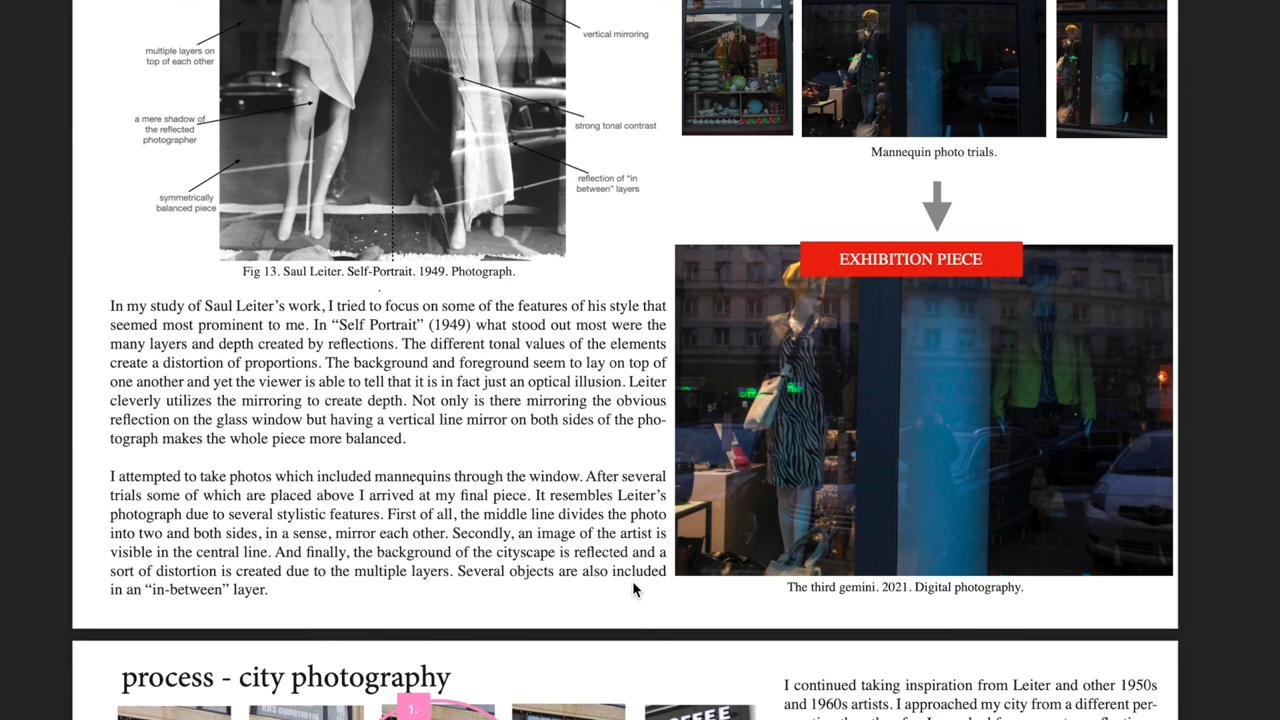 multiple layers on
top of each other
a mere shadow of
the reflected
photographer
symmetrically
balanced piece
vertical mirroring
strong tonal contrast
reflection of "in
between" layers
Fig 13. Saul Leiter. Self-Portrait. 1949. Photograph.
.
In my study of Saul Leiter's work, I tried to focus on some of the features of his style that
seemed most prominent to me. In “Self Portrait” (1949) what stood out most were the
many layers and depth created by reflections. The different tonal values of the elements
create a distortion of proportions. The background and foreground seem to lay on top of
one another and yet the viewer is able to tell that it is in fact just an optical illusion. Leiter
cleverly utilizes the mirroring to create depth. Not only is there mirroring the obvious
reflection on the glass window but having a vertical line mirror on both sides of the pho-
tograph makes the whole piece more balanced.
I attempted to take photos which included mannequins through the window. After several
trials some of which are placed above I arrived at my final piece. It resembles Leiter's
photograph due to several stylistic features. First of all, the middle line divides the photo
into two and both sides, in a sense, mirror each other. Secondly, an image of the artist is
visible in the central line. And finally, the background of the cityscape is reflected and a
sort of distortion is created due to the multiple layers. Several objects are also included
in an “in-between” layer.
Mannequin photo trials.
EXHIBITION PIECE
The third gemini. 2021. Digital photography.
process - city photography
1.
I continued taking inspiration from Leiter and other 1950s
and 1960s artists. I approached my city from a different per-